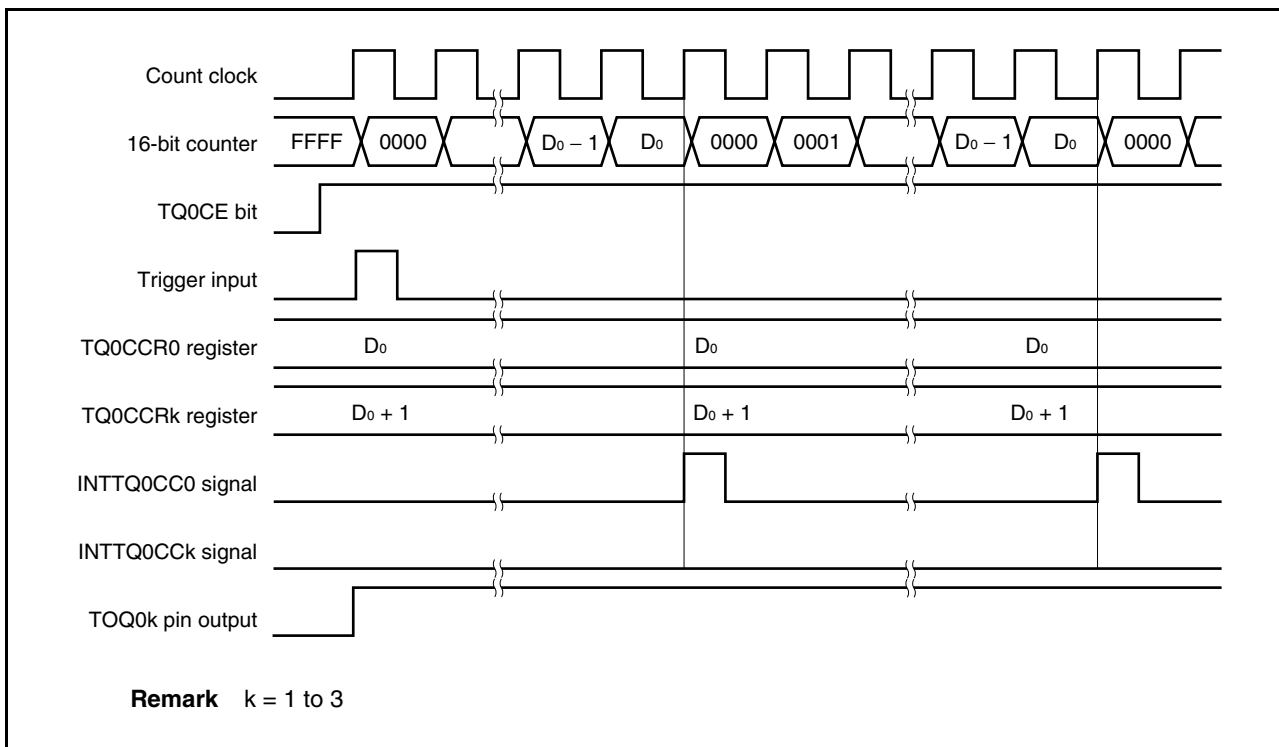 Count clock
16-bit counter FFFF 0000 D0 − 1 D0 0000 0001 D0 − 1 D0 0000
TQ0CE bit
Trigger input
TQ0CCR0 register D0 D0 D0
TQ0CCRk register D0 + 1 D0 + 1 D0 + 1
INTTQ0CC0 signal
INTTQ0CCk signal
TOQ0k pin output
Remark k = 1 to 3